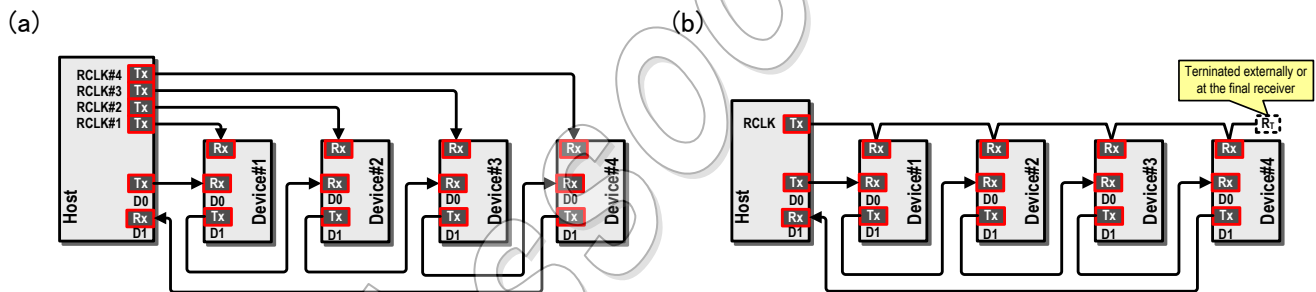 (a)
RCLK#4 Tx
RCLK#3 Tx
RCLK#2 Tx
RCLK#1 Tx
Host
Tx
D0
Rx
D1
Rx
Rx
D0
Tx
D1
Device#1
Rx
Rx
D0
Tx
D1
Device#2
Rx
Rx
D0
Tx
D1
Device#3
Rx
Rx
D0
Tx
D1
Device#4
(b)
Terninated externally or
at the final receiver
RT
RCLK Tx
Host
Tx
D0
Rx
D1
Rx
Rx
D0
Tx
D1
Device#1
Rx
Rx
D0
Tx
D1
Device#2
Rx
Rx
D0
Tx
D1
Device#3
Rx
Rx
D0
Tx
D1
Device#4